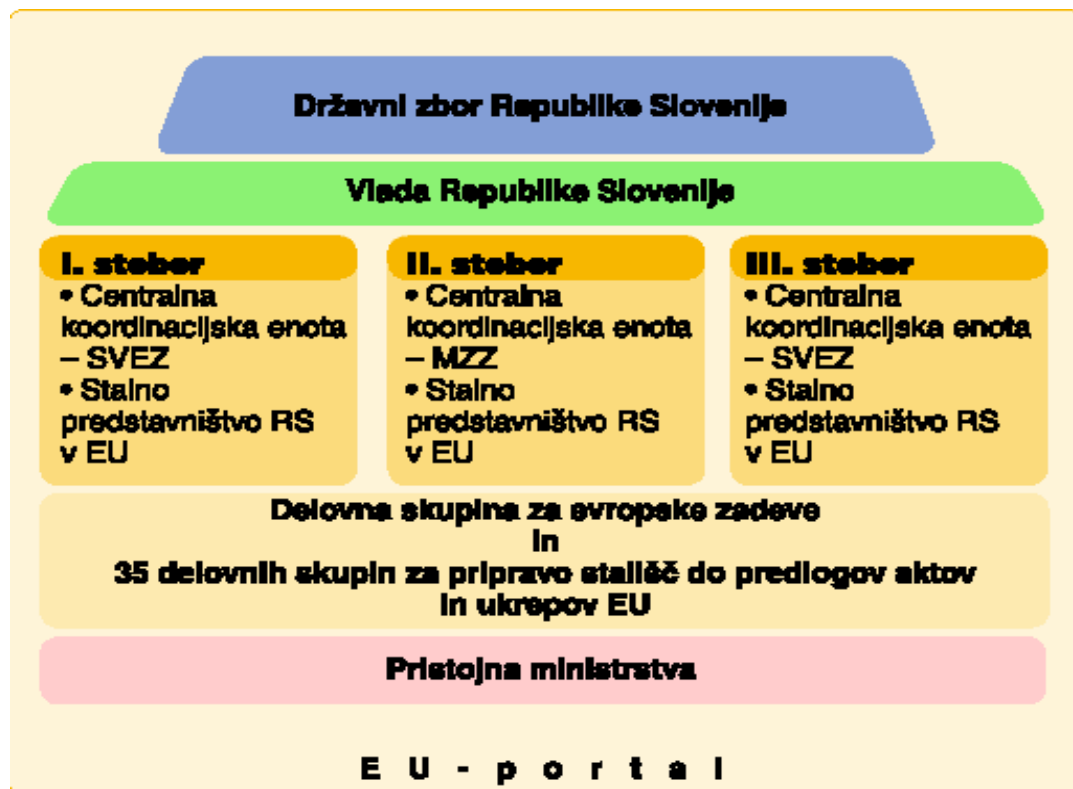 Državni zbor Republike Slovenije
Vlada Republike Slovenije
I. steber
• Centralna
koordinacijska enota
– SVEZ
• Stalno
predstavništvo RS
v EU
II. steber
• Centralna
koordinacijska enota
– MZZ
• Stalno
predstavništvo RS
v EU
III. steber
• Centralna
koordinacijska enota
– SVEZ
• Stalno
predstavništvo RS
v EU
Delovna skupina za evropske zadeve
in
35 delovnih skupin za pripravo stališč do predlogov aktov
in ukrepov EU
Pristojna ministrstva
E U - p o r t a l